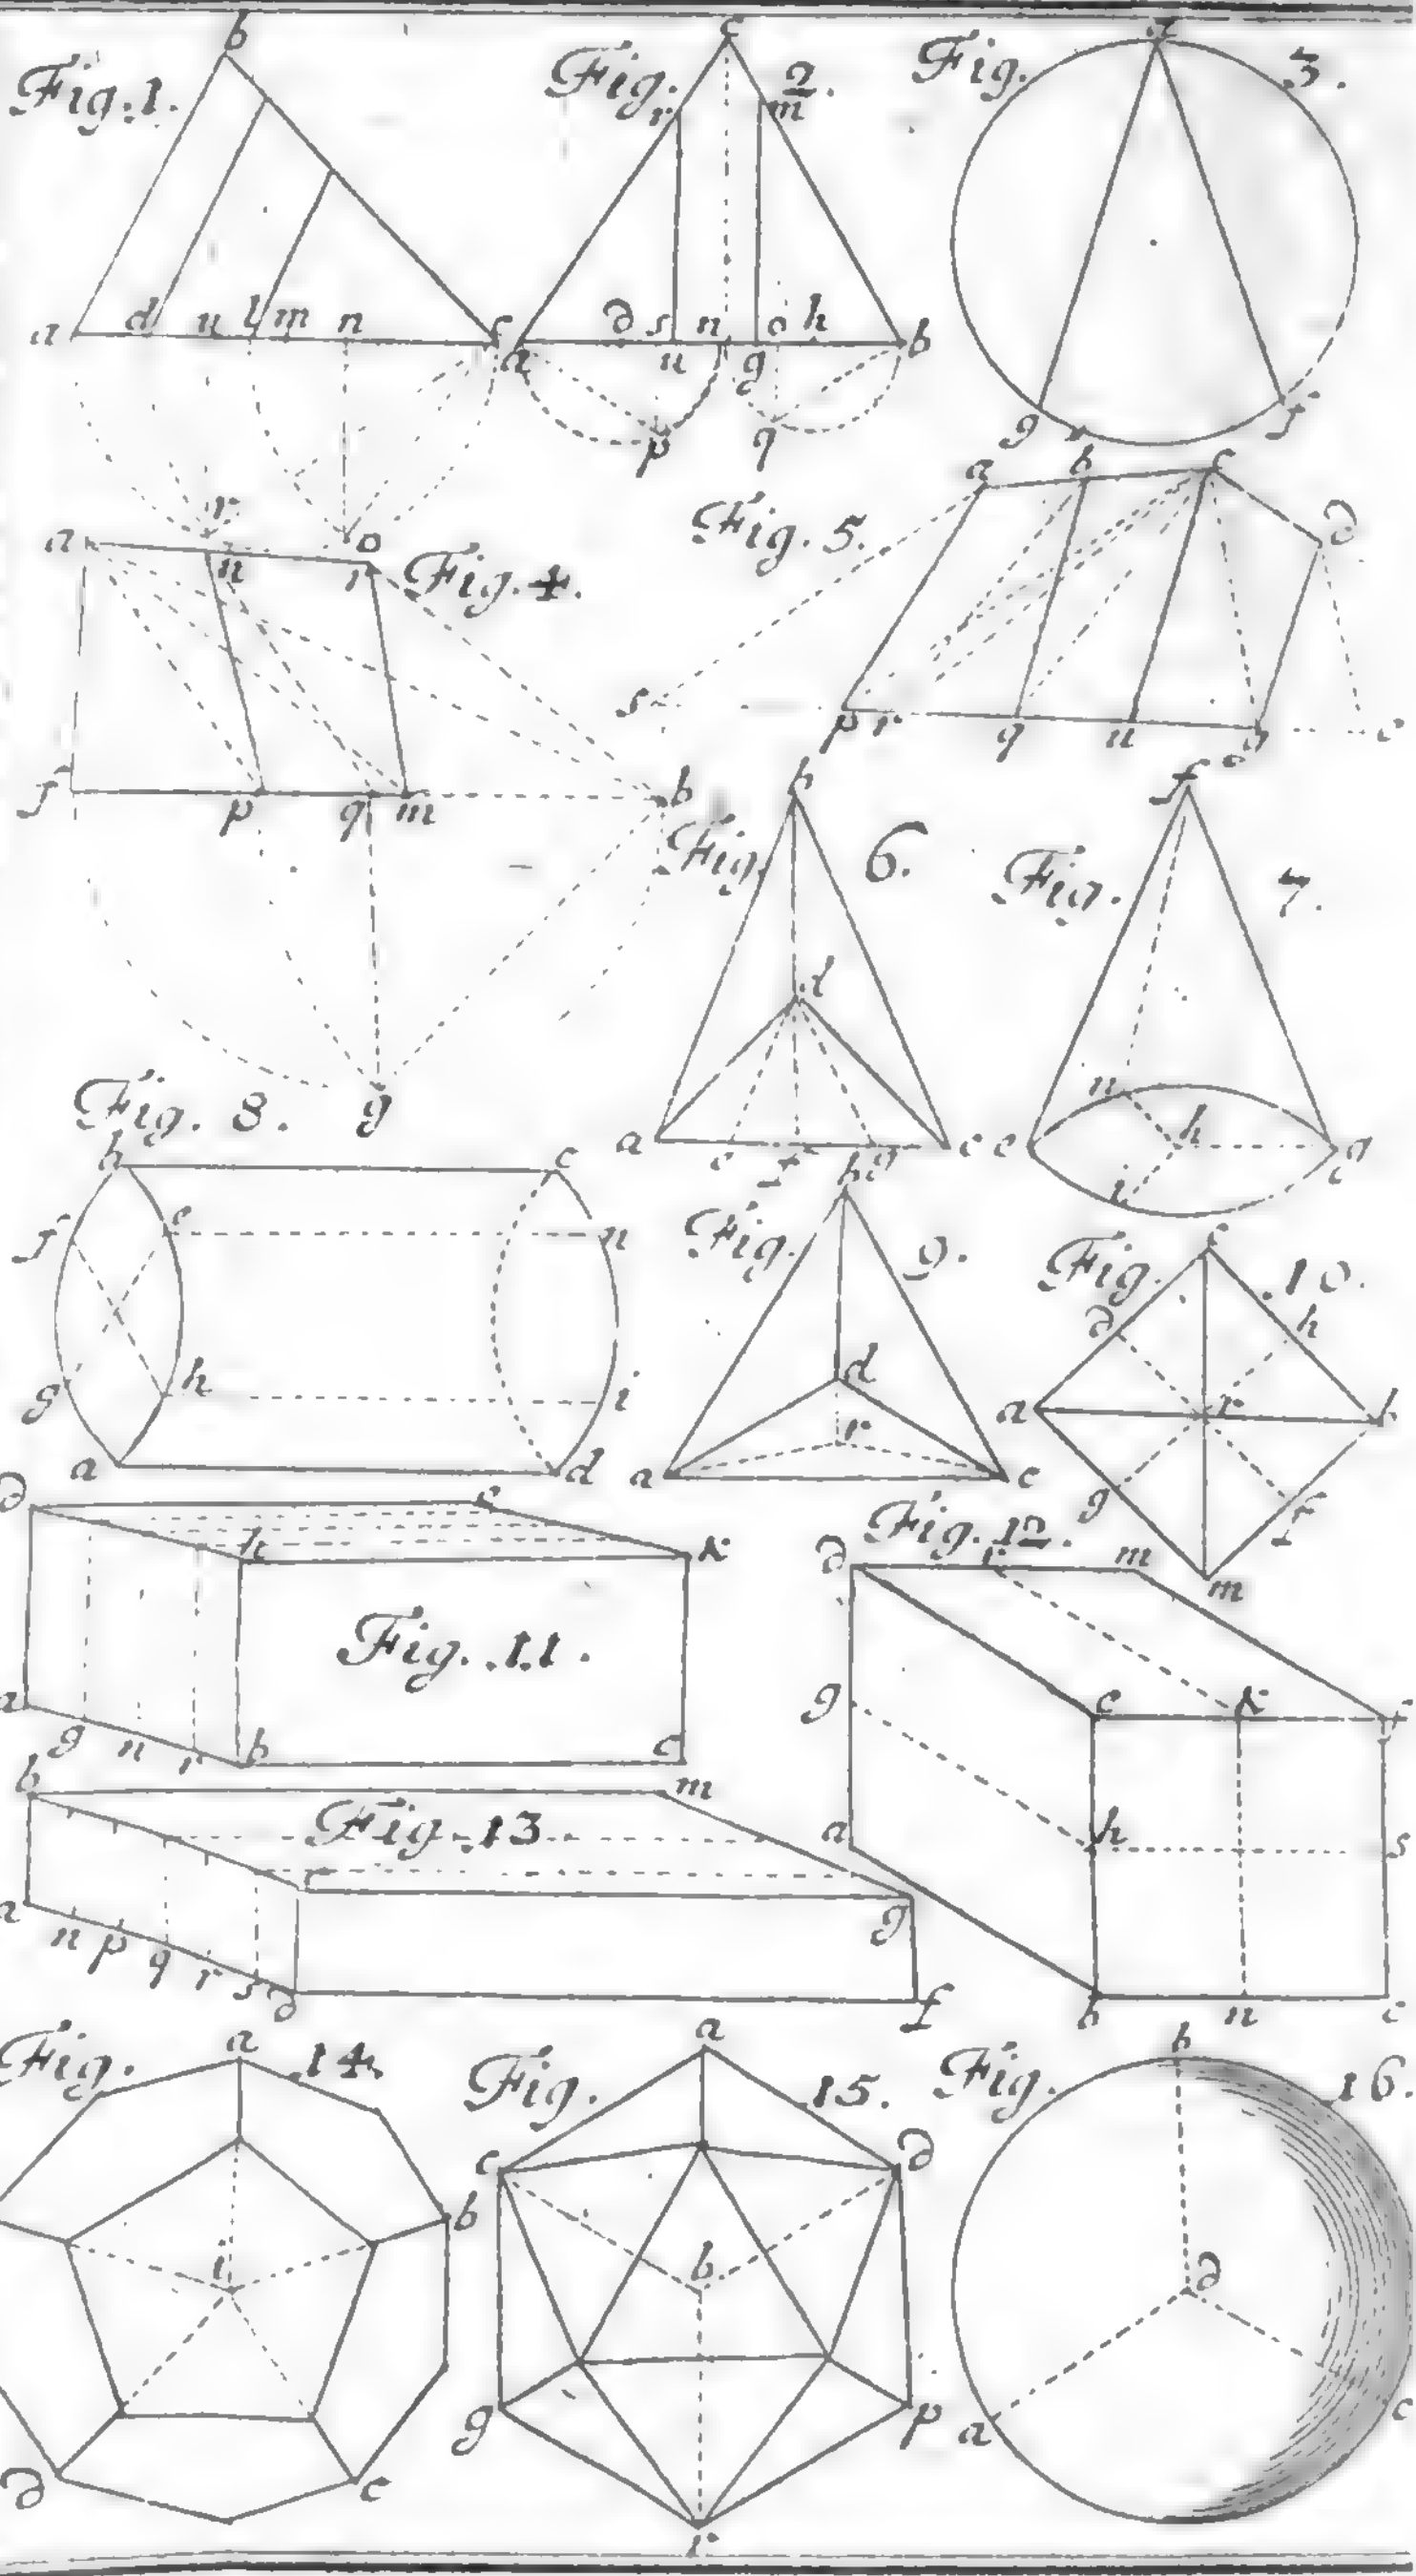 Fig. 1.
b
a d u l m n c
r o
Fig. 2.
c
r m
a ∂ s n o h b
u g
p q
Fig. 3.
g f
Fig. 4.
a n r
f p q m b
g
Fig. 5.
a b c ∂
s p r q u o e
Fig. 6.
b
d
a e f g c
Fig. 7.
f
n
e h g
i
Fig. 8.
b c
f e n
g h i
a d
Fig. 9.
b
d
r
a c
Fig. 10.
c
∂ h
a r b
g f
m
Fig. 11.
∂ e
k
a g n r b c
Fig. 12.
∂ r m
e k f
g
a h s
b n c
Fig. 13
b m
c
g
a n p q r s ∂ f
Fig. 14.
a
b
i
∂ c
Fig. 15.
a
c ∂
b
g p
r
Fig. 16.
b
∂
a c